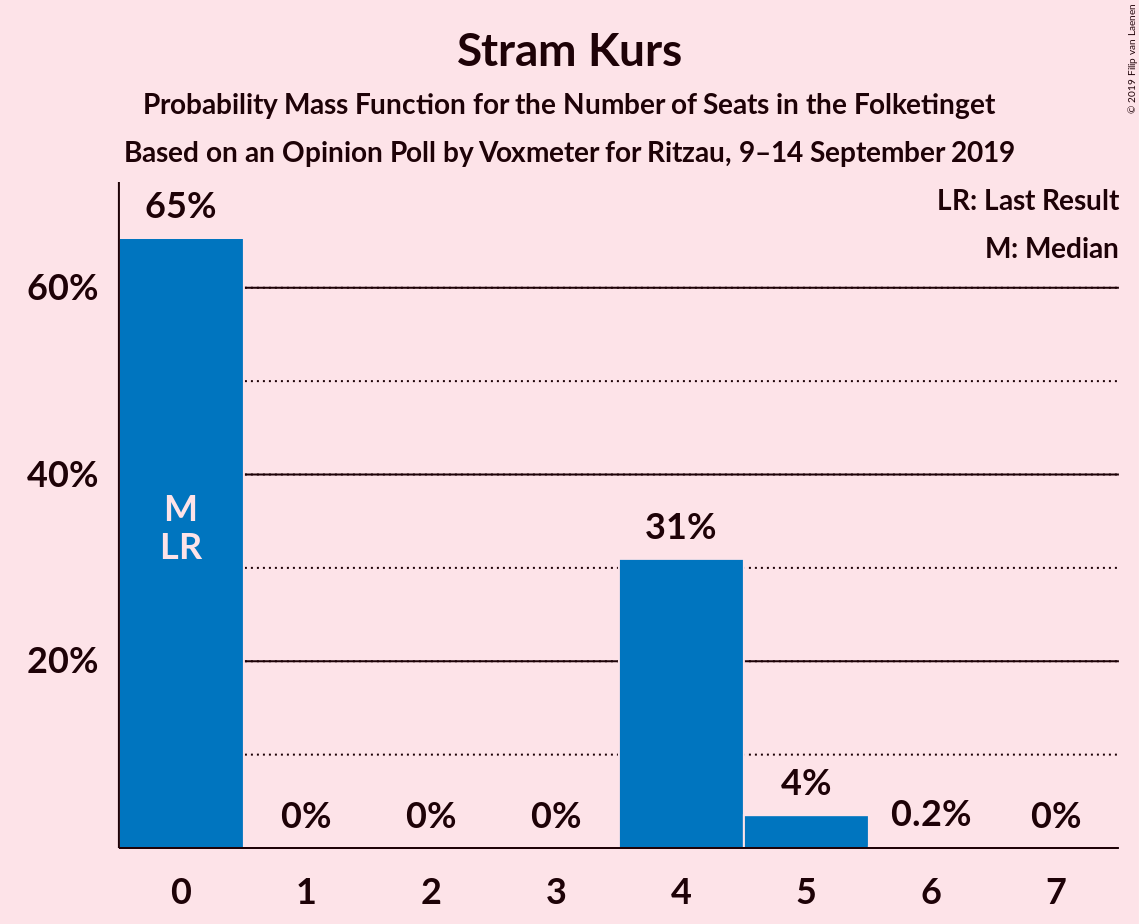 Stram Kurs
Probability Mass Function for the Number of Seats in the Folketinget
Based on an Opinion Poll by Voxmeter for Ritzau, 9–14 September 2019
© 2019 Filip van Laenen
LR: Last Result
M: Median
65%
60%
40%
20%
M
LR
0%
0%
0%
31%
4%
0.2%
0%
0
1
2
3
4
5
6
7